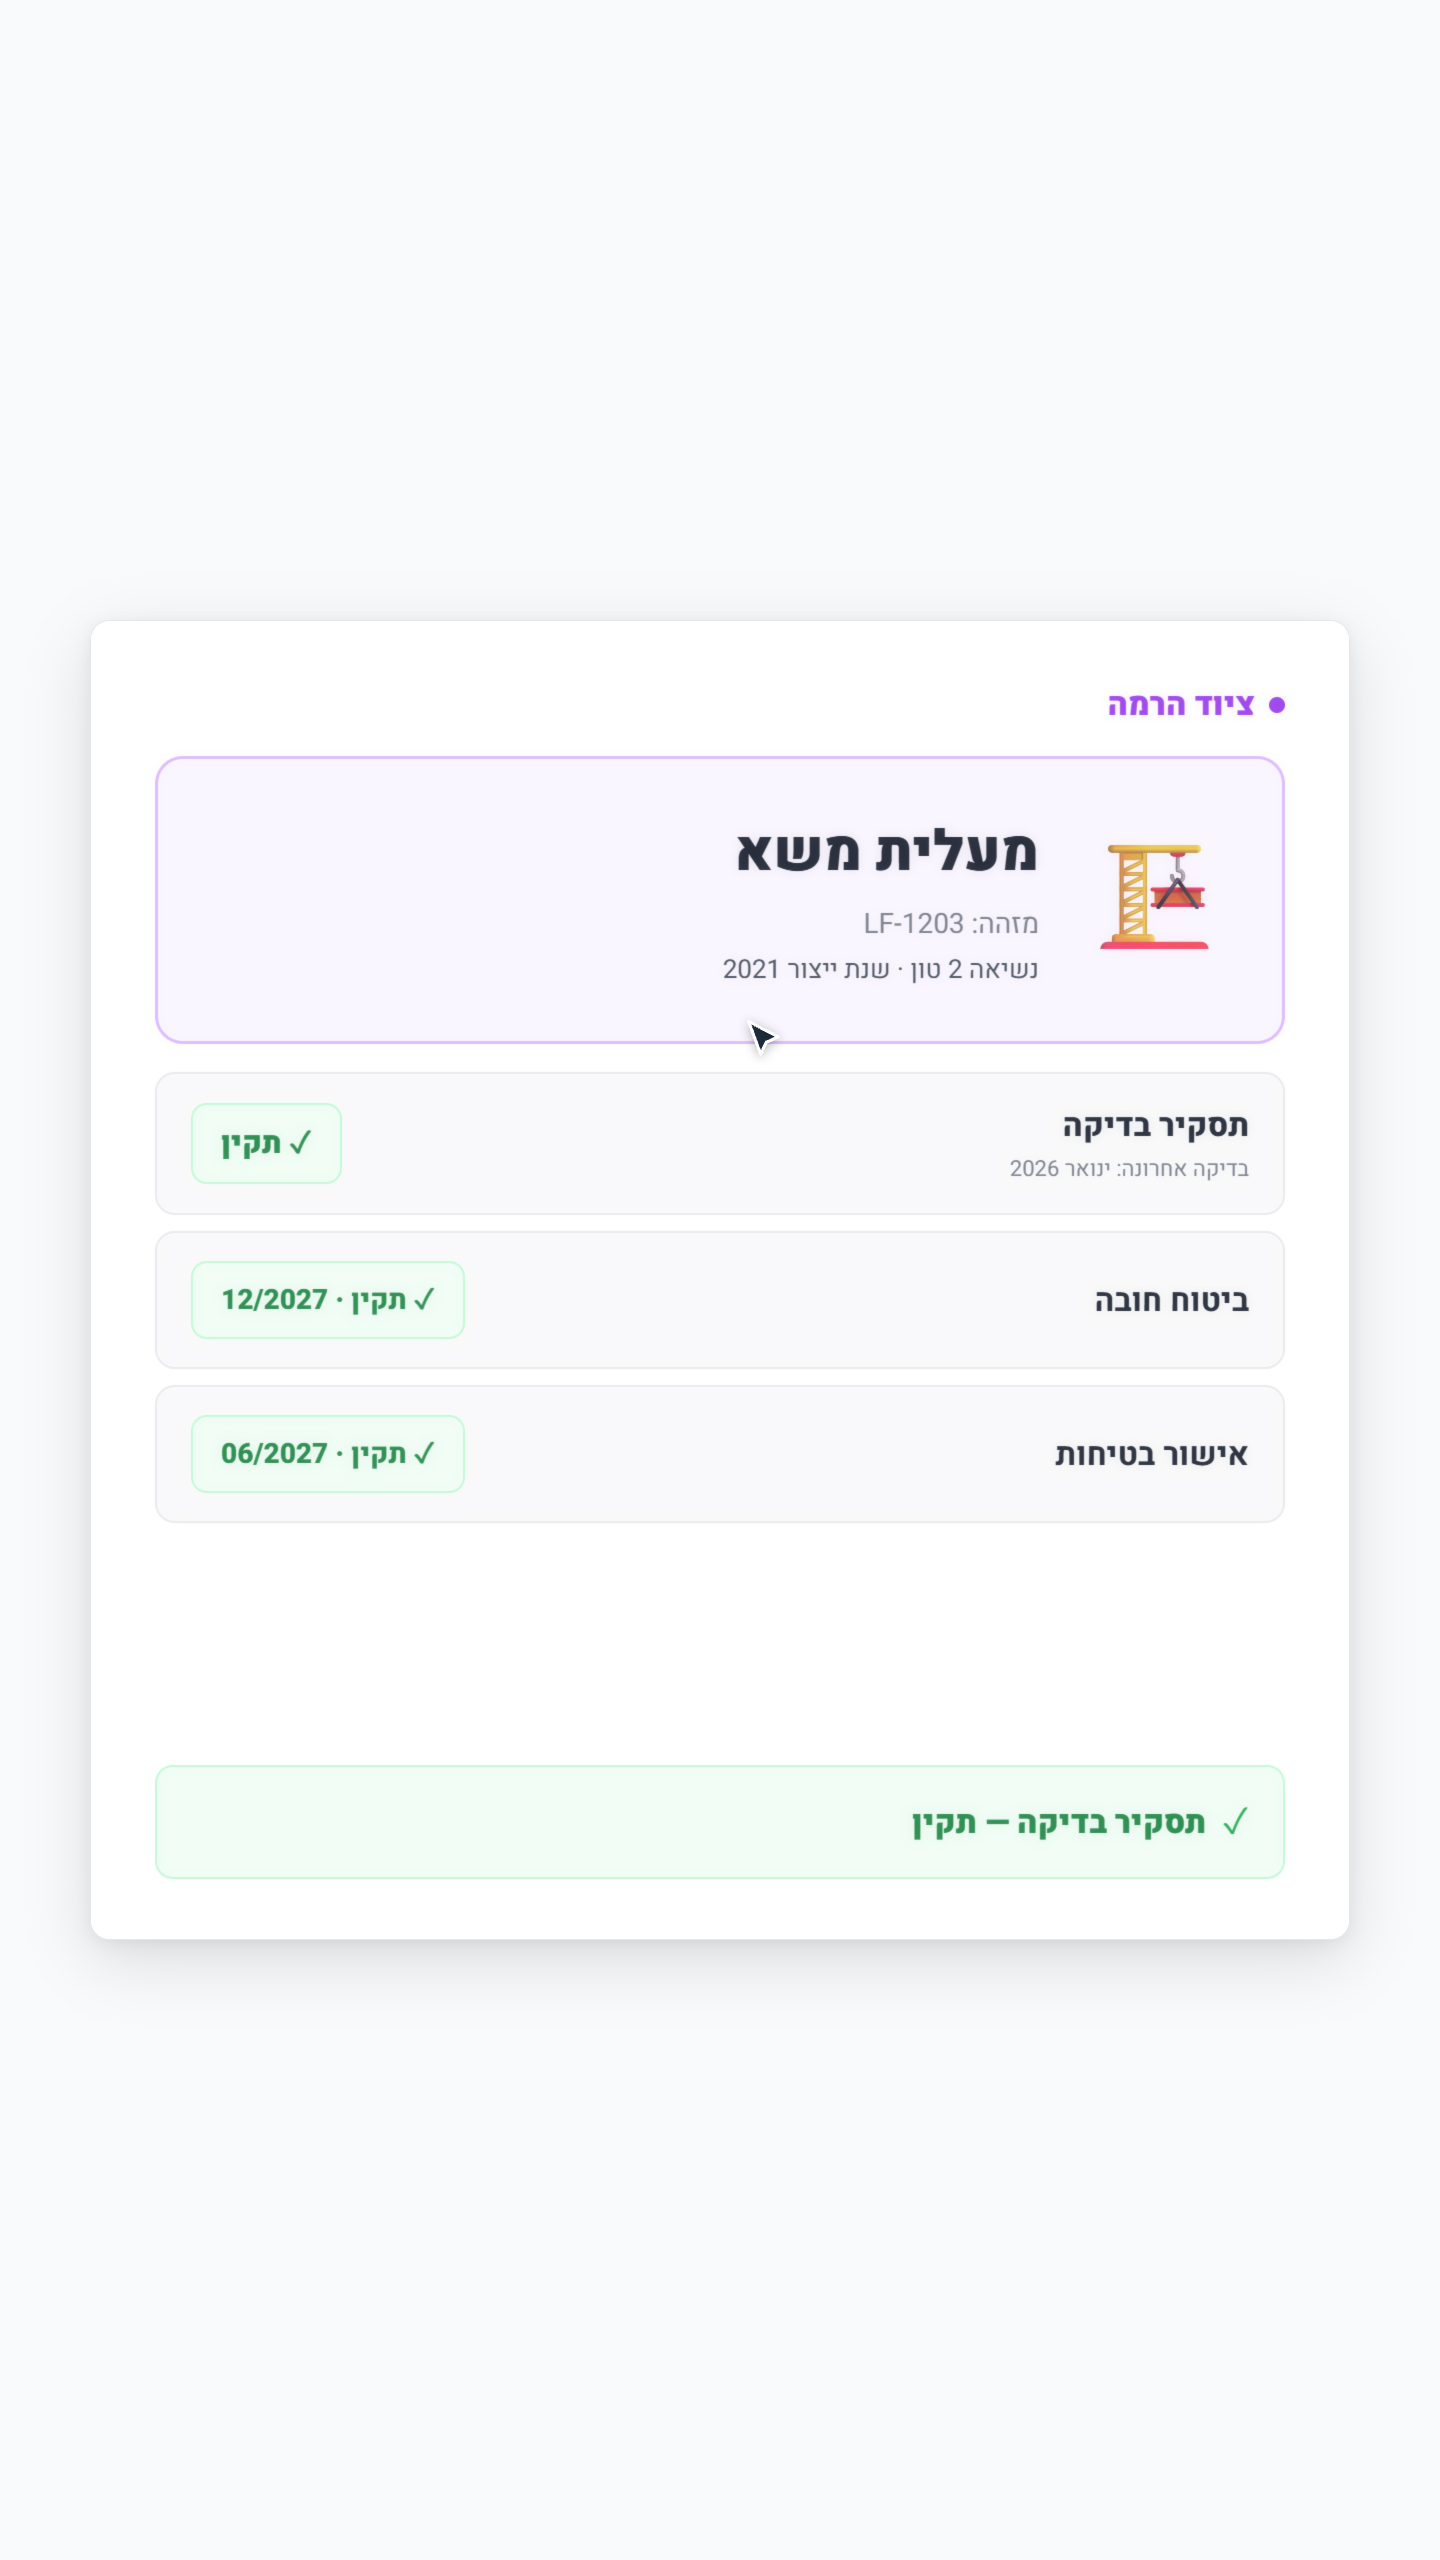 ציוד הרמה
מעלית משא
מזהה: LF-1203
נשיאה 2 טון · שנת ייצור 2021
תסקיר בדיקה
בדיקה אחרונה: ינואר 2026
✓ תקין
ביטוח חובה
✓ תקין · 12/2027
אישור בטיחות
✓ תקין · 06/2027
✓ תסקיר בדיקה — תקין